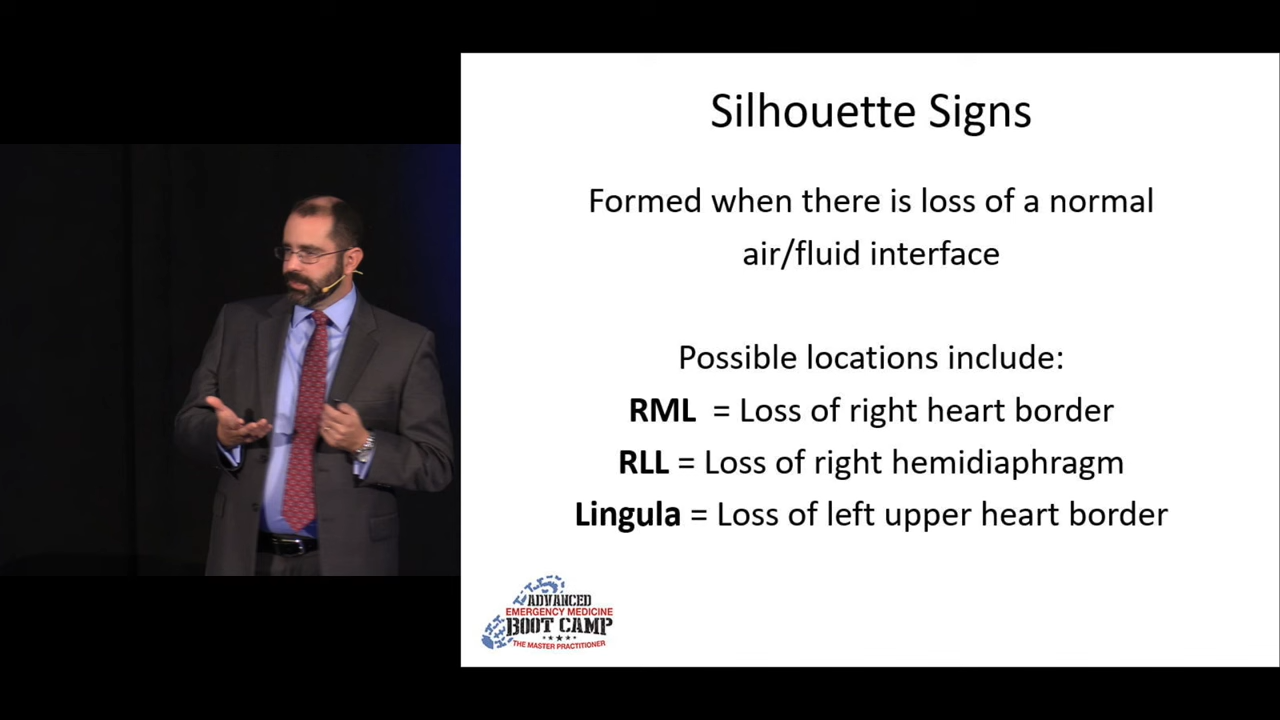 Silhouette Signs
Formed when there is loss of a normal
air/fluid interface
Possible locations include:
RML = Loss of right heart border
RLL = Loss of right hemidiaphragm
Lingula = Loss of left upper heart border
ADVANCED
EMERGENCY MEDICINE
BOOT CAMP
THE MASTER PRACTITIONER